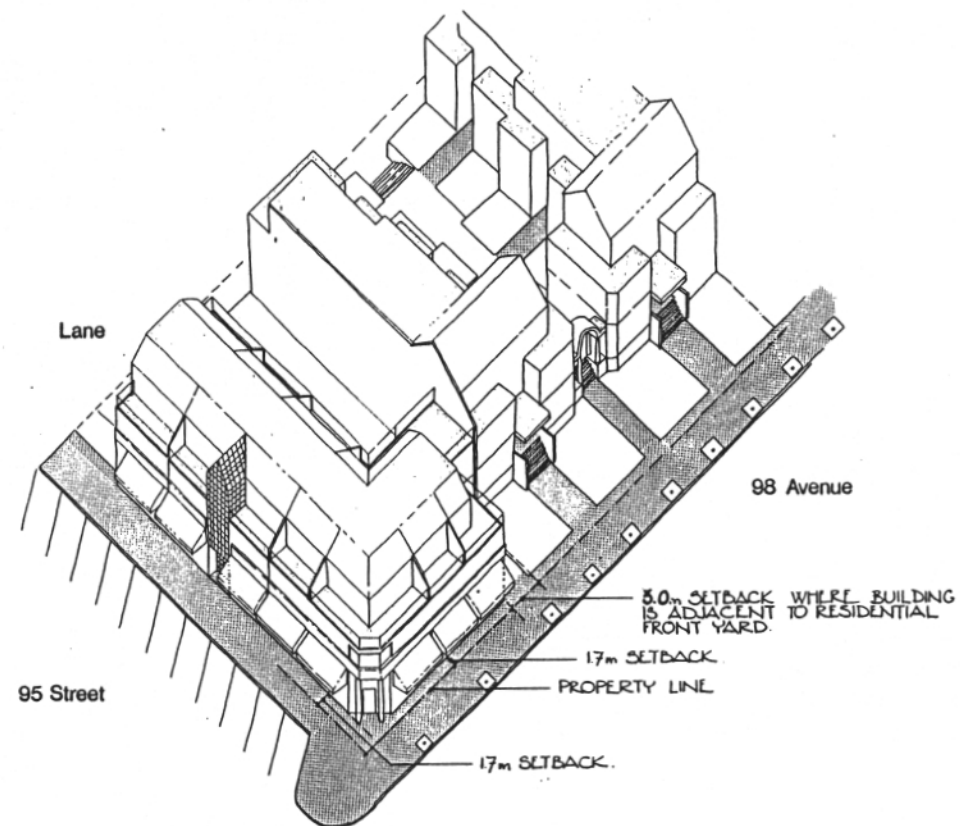 Lane
98 Avenue
3.0m SETBACK WHERE BUILDING
IS ADJACENT TO RESIDENTIAL
FRONT YARD.
1.7m SETBACK.
95 Street
PROPERTY LINE
1.7m SETBACK.